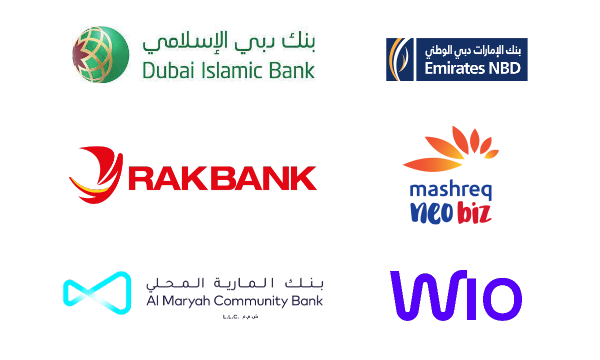 بنك دبي الإسلامي
Dubai Islamic Bank
بنك الإمارات دبي الوطني
Emirates NBD
RAKBANK
mashreq
neo biz
بنك المارية المحلي
Al Maryah Community Bank
L.L.C. ش.م.م
WIO